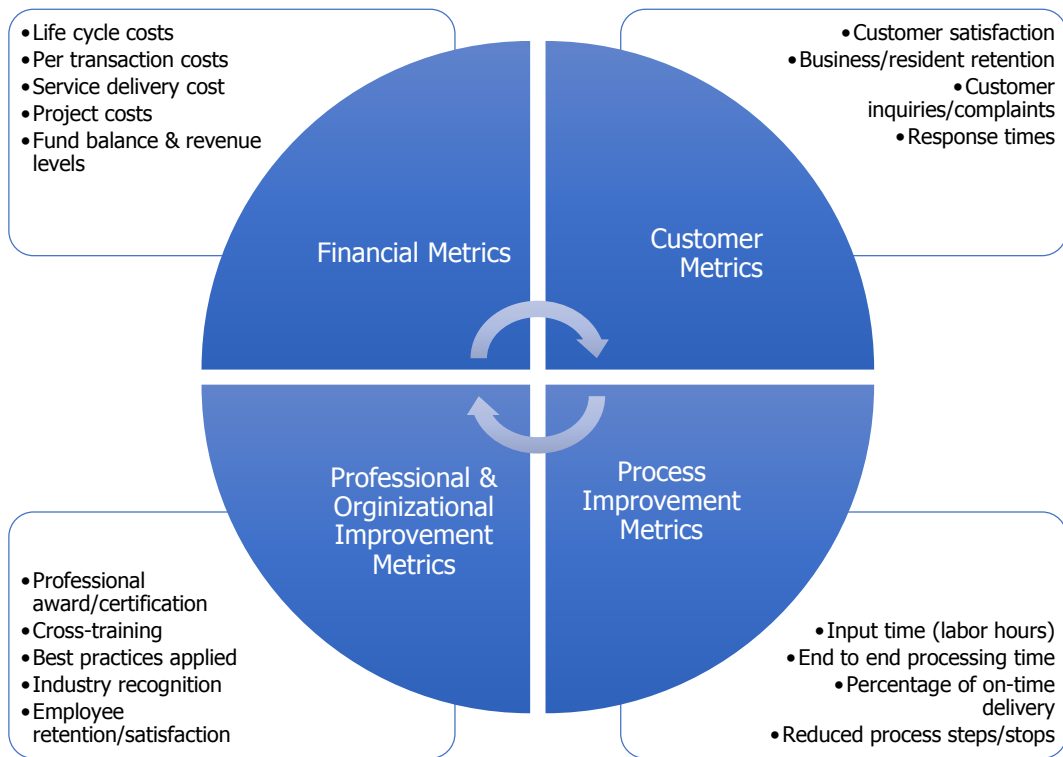 •Life cycle costs
•Per transaction costs
•Service delivery cost
•Project costs
•Fund balance & revenue
levels
•Customer satisfaction
•Business/resident retention
•Customer
inquiries/complaints
•Response times
Financial Metrics
Customer
Metrics
Professional &
Orginizational
Improvement
Metrics
Process
Improvement
Metrics
•Professional
award/certification
•Cross-training
•Best practices applied
•Industry recognition
•Employee
retention/satisfaction
•Input time (labor hours)
•End to end processing time
•Percentage of on-time
delivery
•Reduced process steps/stops